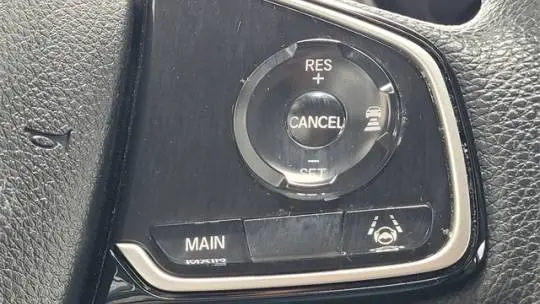 RES
+
CANCEL
−
SET
MAIN